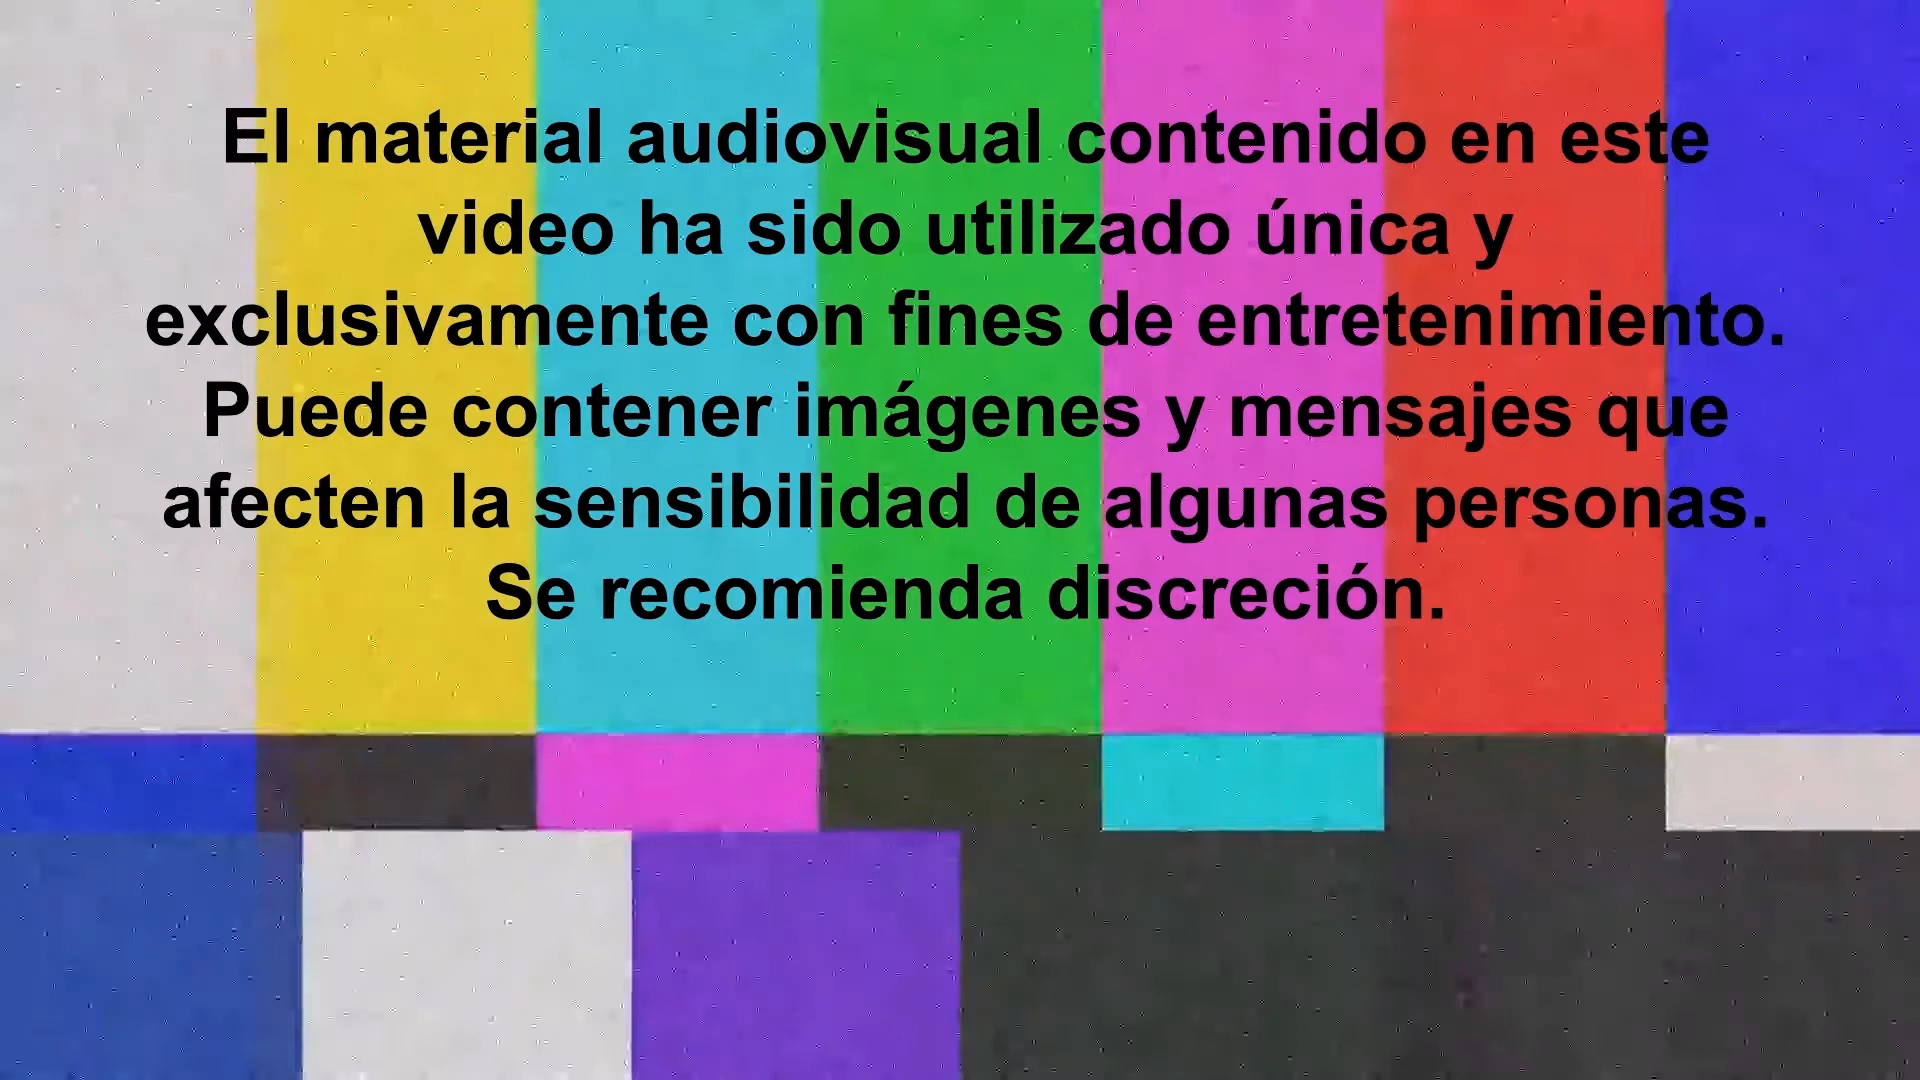 El material audiovisual contenido en este
video ha sido utilizado única y
exclusivamente con fines de entretenimiento.
Puede contener imágenes y mensajes que
afecten la sensibilidad de algunas personas.
Se recomienda discreción.